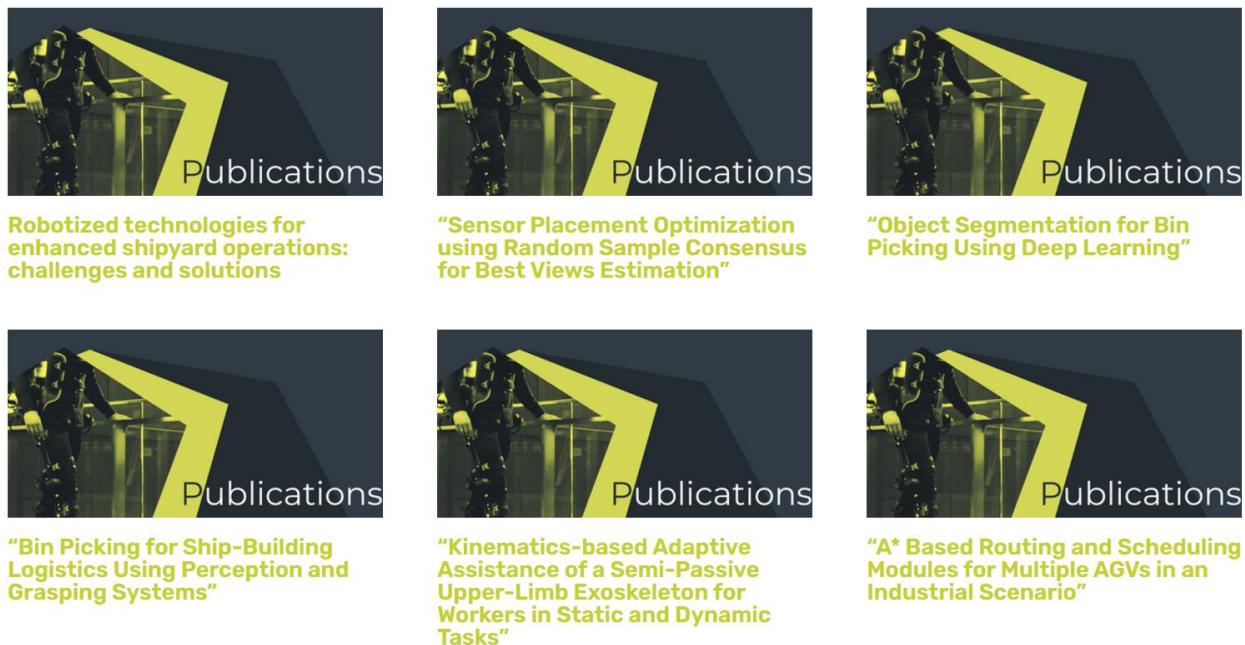 Publications
Robotized technologies for
enhanced shipyard operations:
challenges and solutions
Publications
“Sensor Placement Optimization
using Random Sample Consensus
for Best Views Estimation”
Publications
“Object Segmentation for Bin
Picking Using Deep Learning”
Publications
“Bin Picking for Ship-Building
Logistics Using Perception and
Grasping Systems”
Publications
“Kinematics-based Adaptive
Assistance of a Semi-Passive
Upper-Limb Exoskeleton for
Workers in Static and Dynamic
Tasks”
Publications
“A* Based Routing and Scheduling
Modules for Multiple AGVs in an
Industrial Scenario”